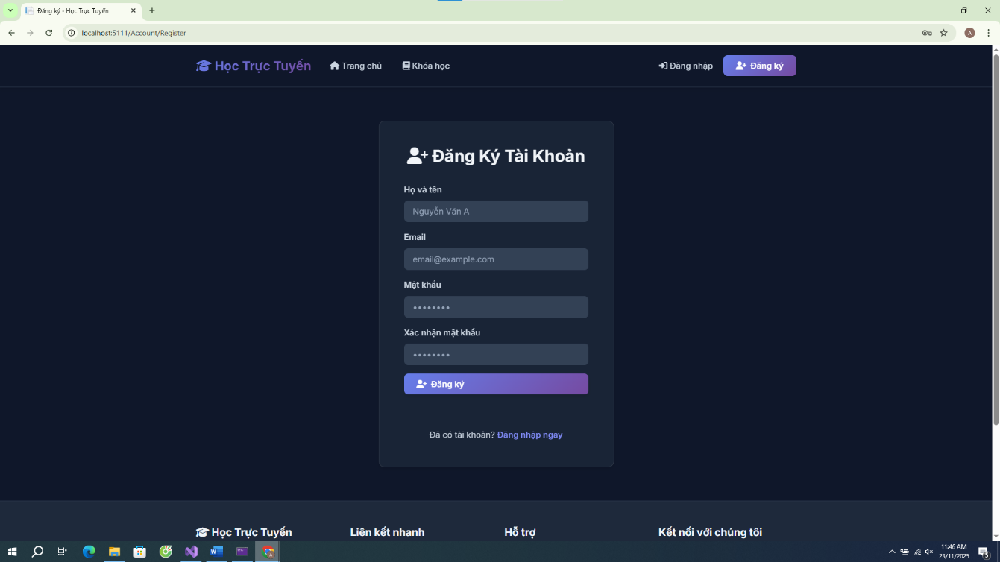 Đăng ký - Học Trực Tuyến
localhost:5111/Account/Register
A
Học Trực Tuyến
Trang chủ
Khóa học
Đăng nhập
Đăng ký
Đăng Ký Tài Khoản
Họ và tên
Nguyễn Văn A
Email
email@example.com
Mật khẩu
••••••••
Xác nhận mật khẩu
••••••••
Đăng ký
Đã có tài khoản? Đăng nhập ngay
Học Trực Tuyến
Liên kết nhanh
Hỗ trợ
Kết nối với chúng tôi
11:46 AM
23/11/2025